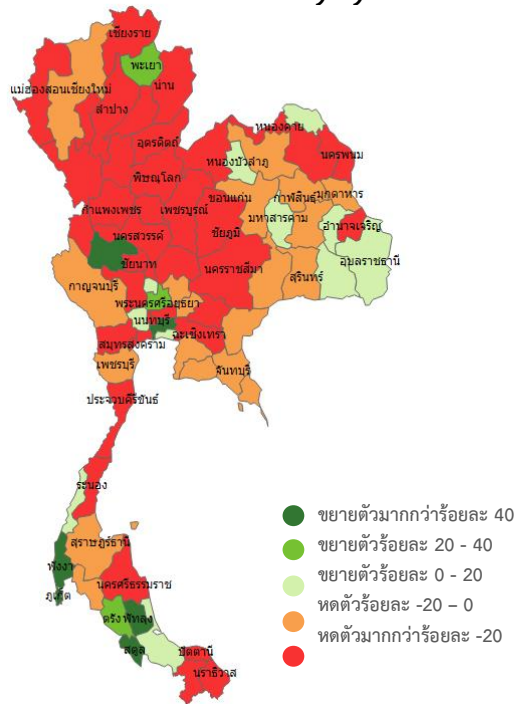 เชียงราย
พะเยา
น่าน
แม่ฮ่องสอน
เชียงใหม่
ลำปาง
อุตรดิตถ์
หนองคาย
หนองบัวลำภู
นครพนม
พิษณุโลก
ขอนแก่น
กาฬสินธุ์
มุกดาหาร
กำแพงเพชร
เพชรบูรณ์
มหาสารคาม
อำนาจเจริญ
นครสวรรค์
ชัยภูมิ
อุบลราชธานี
ชัยนาท
นครราชสีมา
สุรินทร์
กาญจนบุรี
พระนครศรีอยุธยา
นนทบุรี
ฉะเชิงเทรา
สมุทรสงคราม
เพชรบุรี
จันทบุรี
ประจวบคีรีขันธ์
ระนอง
สุราษฎร์ธานี
พังงา
นครศรีธรรมราช
ภูเก็ต
ตรัง
พัทลุง
สตูล
ปัตตานี
นราธิวาส
ขยายตัวมากกว่าร้อยละ 40
ขยายตัวร้อยละ 20 - 40
ขยายตัวร้อยละ 0 - 20
หดตัวร้อยละ -20 – 0
หดตัวมากกว่าร้อยละ -20